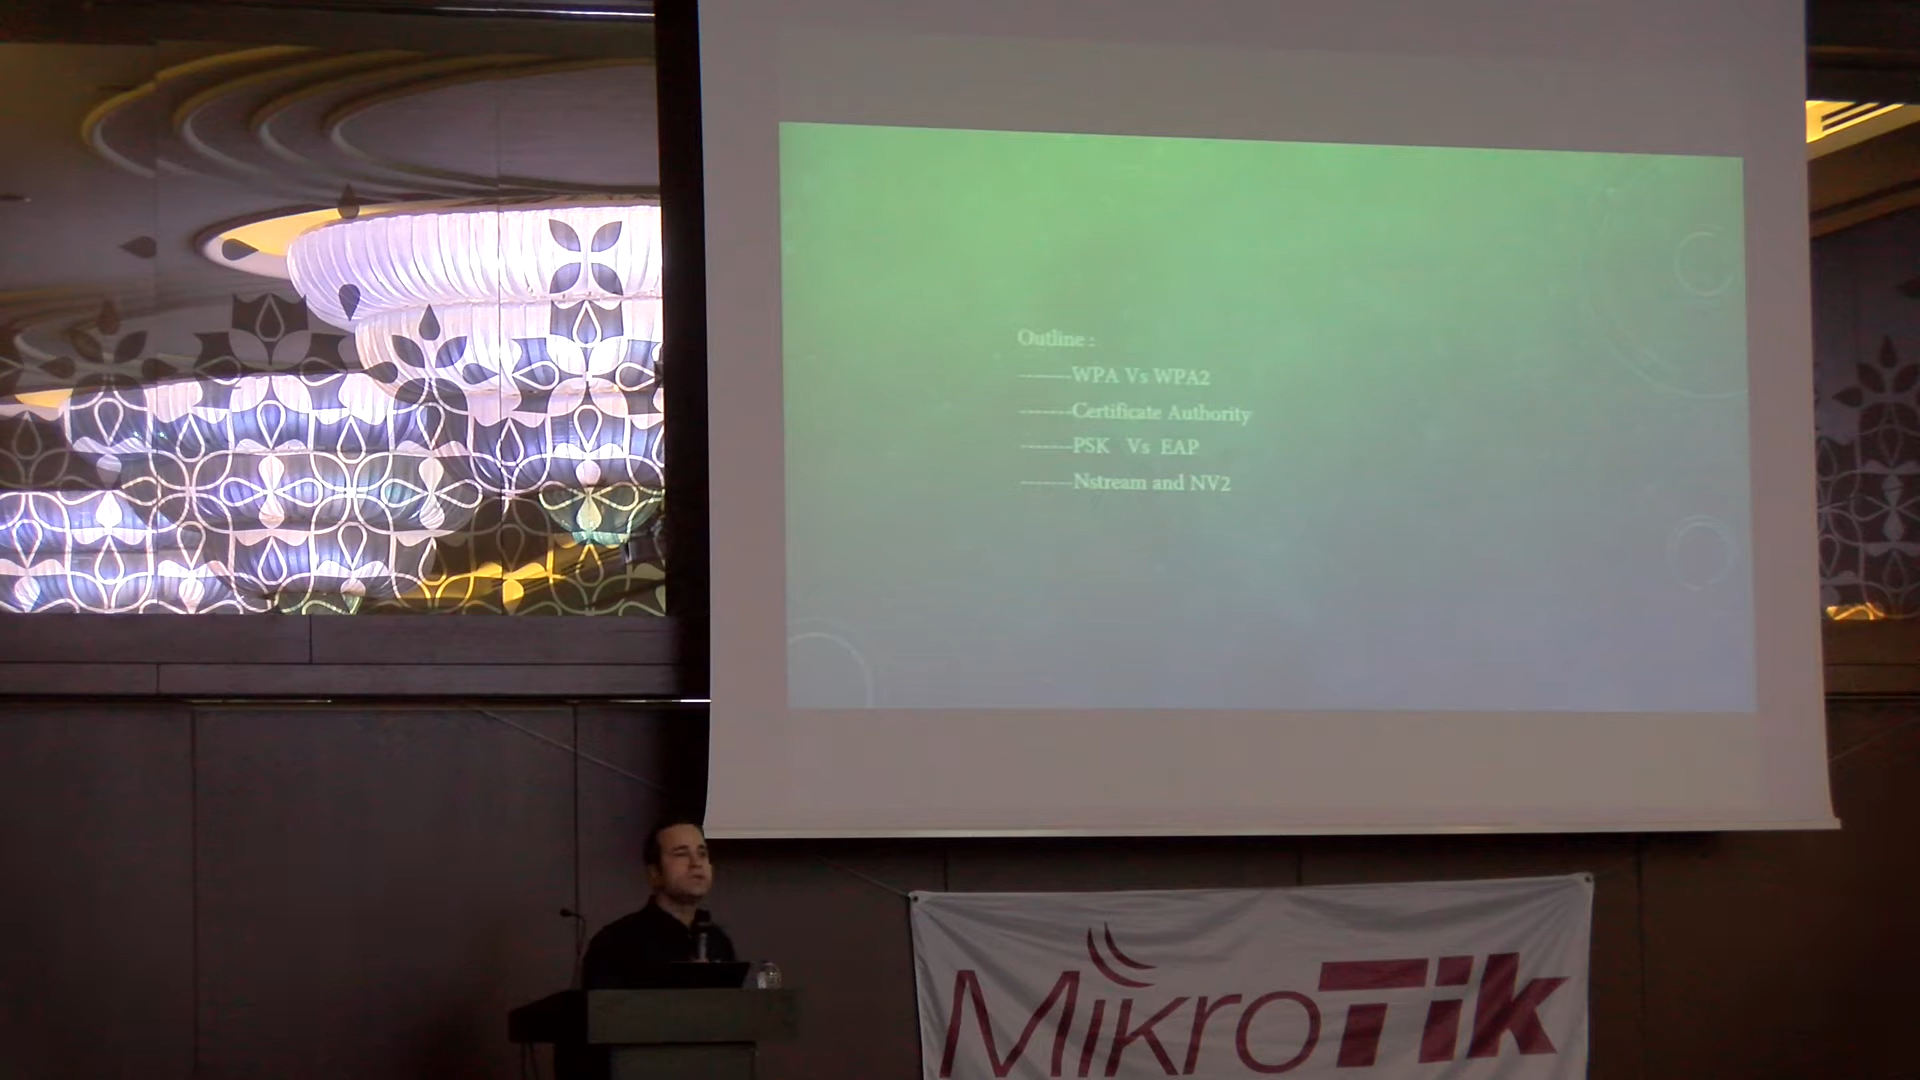 Outline :
--------WPA Vs WPA2
--------Certificate Authority
--------PSK Vs EAP
--------Nstream and NV2
MikroTik